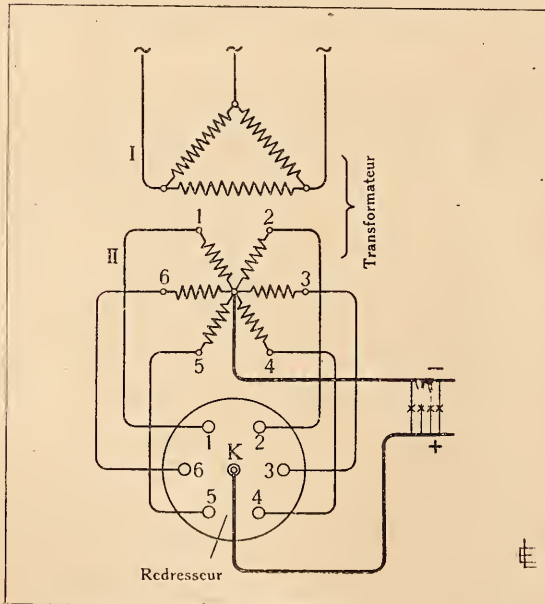 ~ ~ ~
I
Transformateur
1 2
II
6 3
5 4
−
1 2
K
6 3
+
5 4
Redresseur